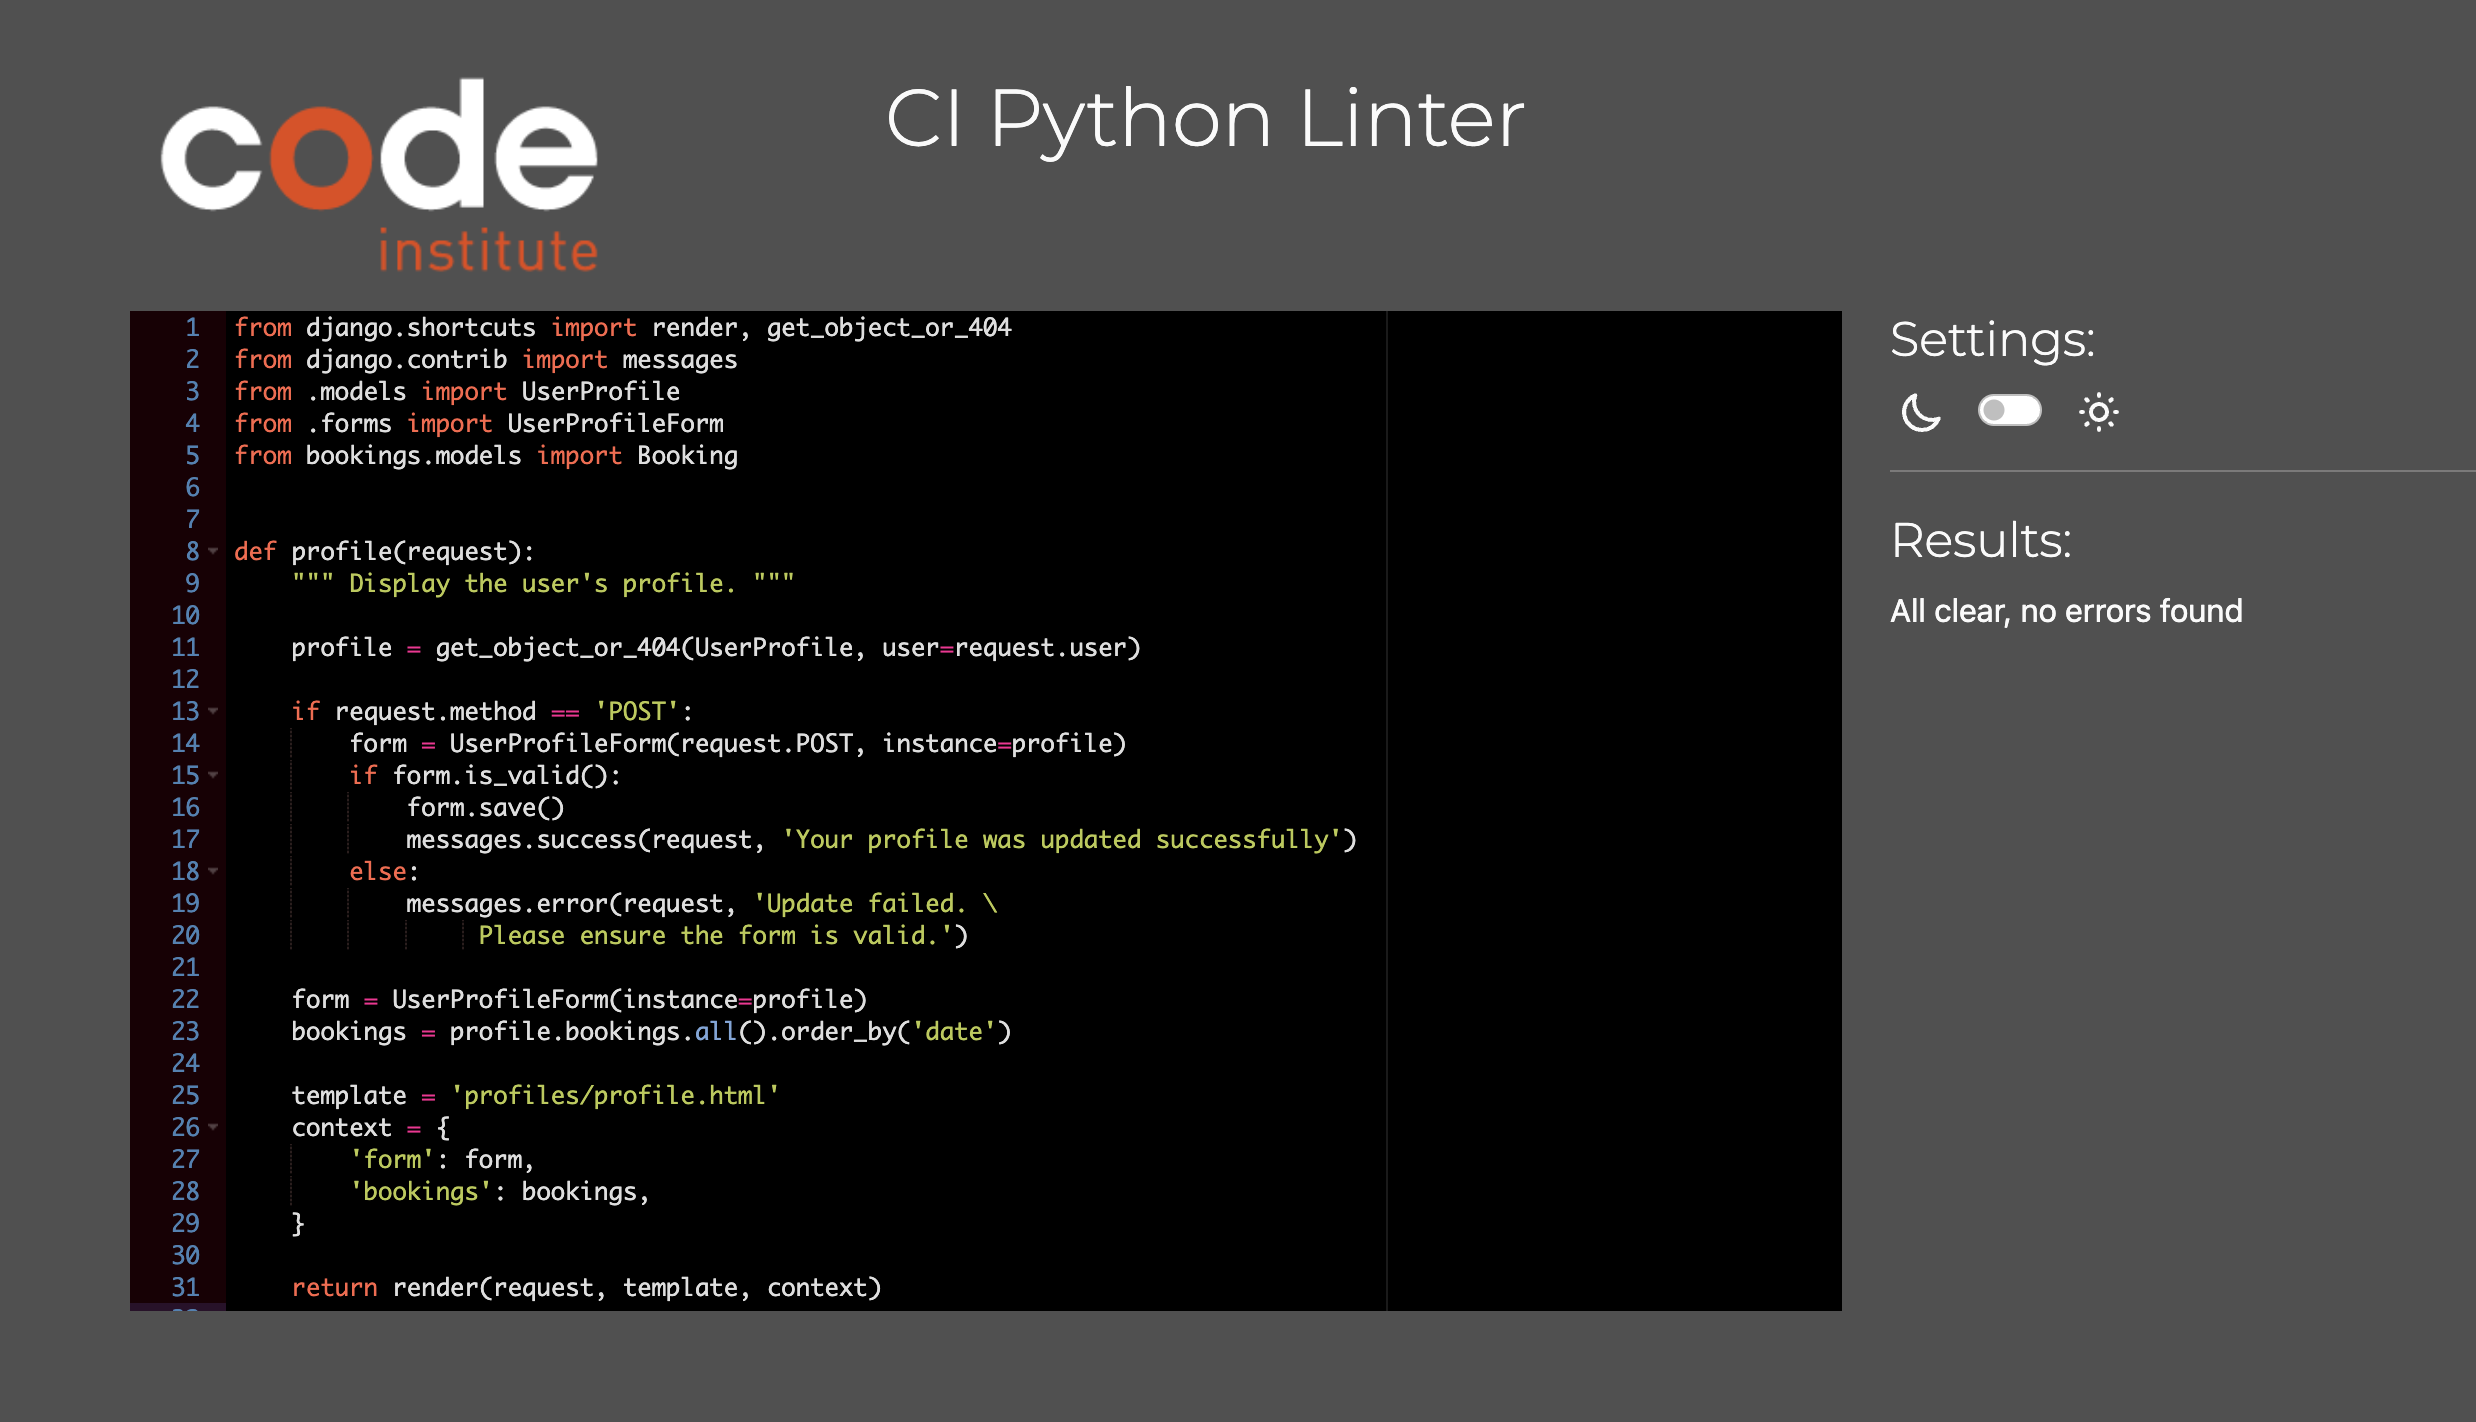 code
institute
CI Python Linter
1 from django.shortcuts import render, get_object_or_404
2 from django.contrib import messages
3 from .models import UserProfile
4 from .forms import UserProfileForm
5 from bookings.models import Booking
6
7
8 def profile(request):
9     """ Display the user's profile. """
10
11     profile = get_object_or_404(UserProfile, user=request.user)
12
13     if request.method == 'POST':
14         form = UserProfileForm(request.POST, instance=profile)
15         if form.is_valid():
16             form.save()
17             messages.success(request, 'Your profile was updated successfully')
18         else:
19             messages.error(request, 'Update failed. \
20                  Please ensure the form is valid.')
21
22     form = UserProfileForm(instance=profile)
23     bookings = profile.bookings.all().order_by('date')
24
25     template = 'profiles/profile.html'
26     context = {
27         'form': form,
28         'bookings': bookings,
29     }
30
31     return render(request, template, context)
Settings:
Results:
All clear, no errors found